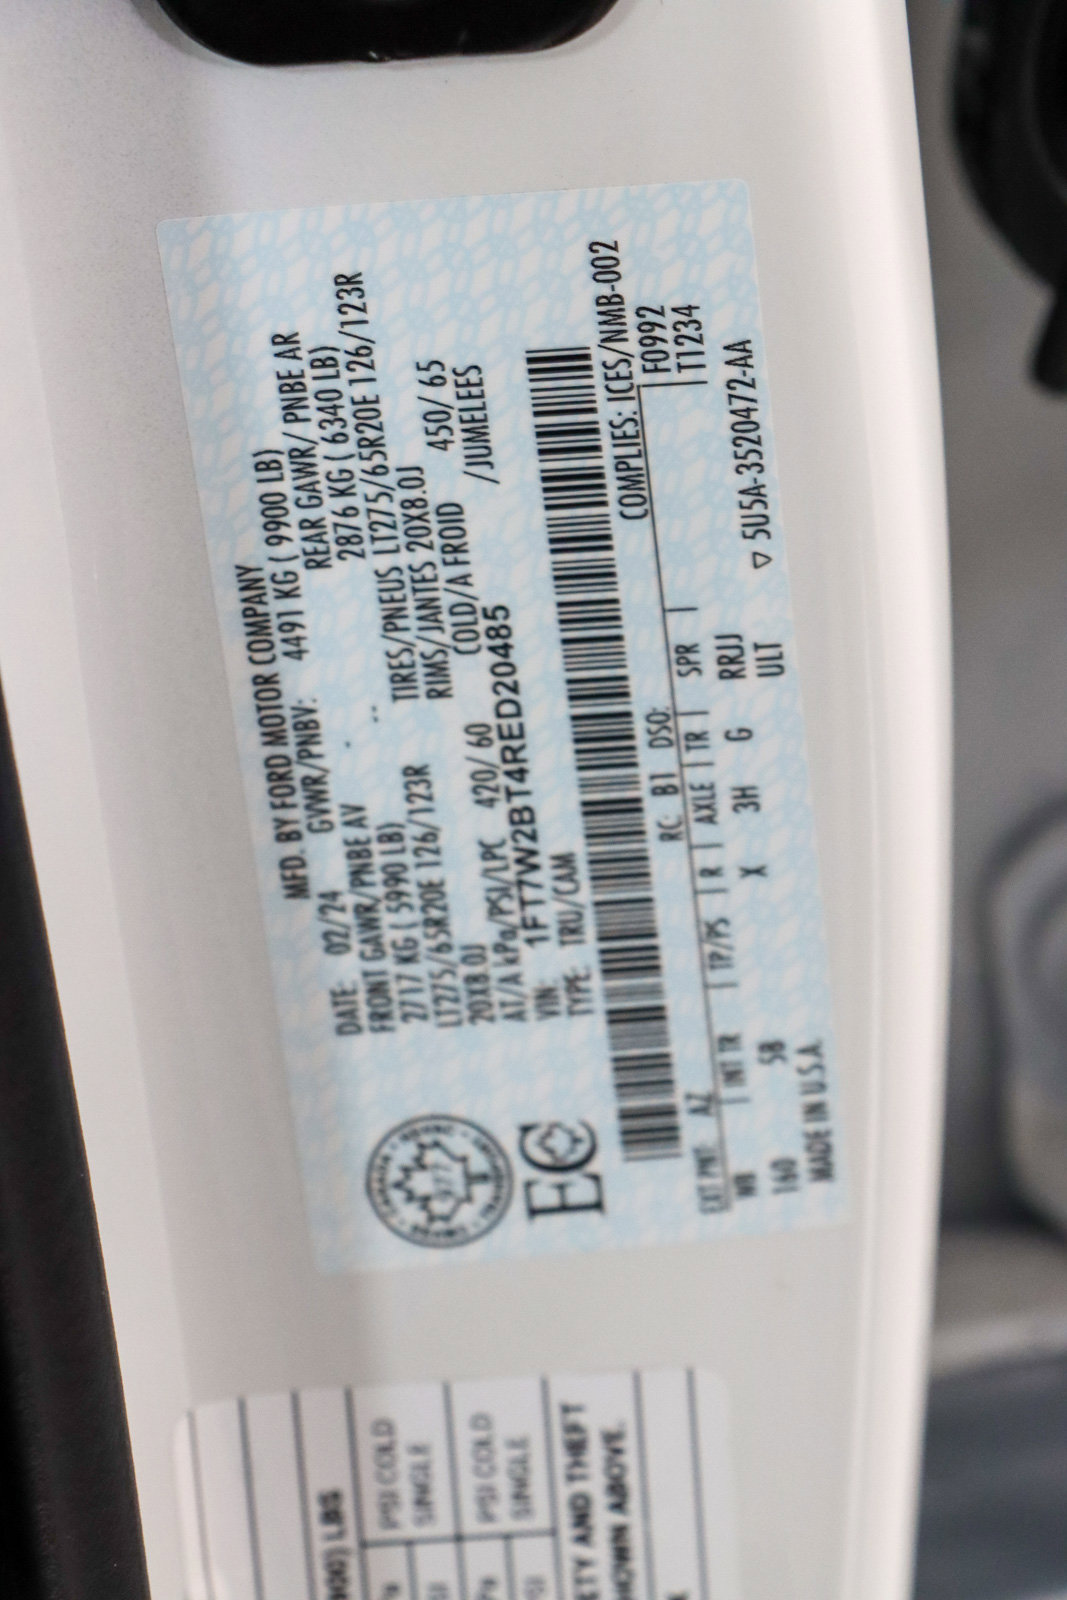 MFD. BY FORD MOTOR COMPANY
DATE: 02/24 GVWR/PNBV: 4491 KG ( 9900 LB)
FRONT GAWR/PNBE AV REAR GAWR/ PNBE AR
2717 KG ( 5990 LB) 2876 KG ( 6340 LB)
LT275/65R20E 126/123R TIRES/PNEUS LT275/65R20E 126/123R
20X8.0J RIMS/JANTES 20X8.0J
AT/A kPa/PSI/LPC 420/ 60 COLD/A FROID 450/ 65
VIN: 1FT7W2BT4RED20485 /JUMELEES
TYPE: TRU/CAM
977
EC
COMPLIES: ICES/NMB-002
EXT PNT: AZ RC: B1 DSO: F0992
WB INT TR TP/PS R AXLE TR SPR T1234
160 SB X 3H G RRJJ
MADE IN U.S.A. ULT
▽ 5U5A-3520472-AA
LBS
PSI COLD
SINGLE
PSI COLD
SINGLE
AND THEFT
ABOVE.